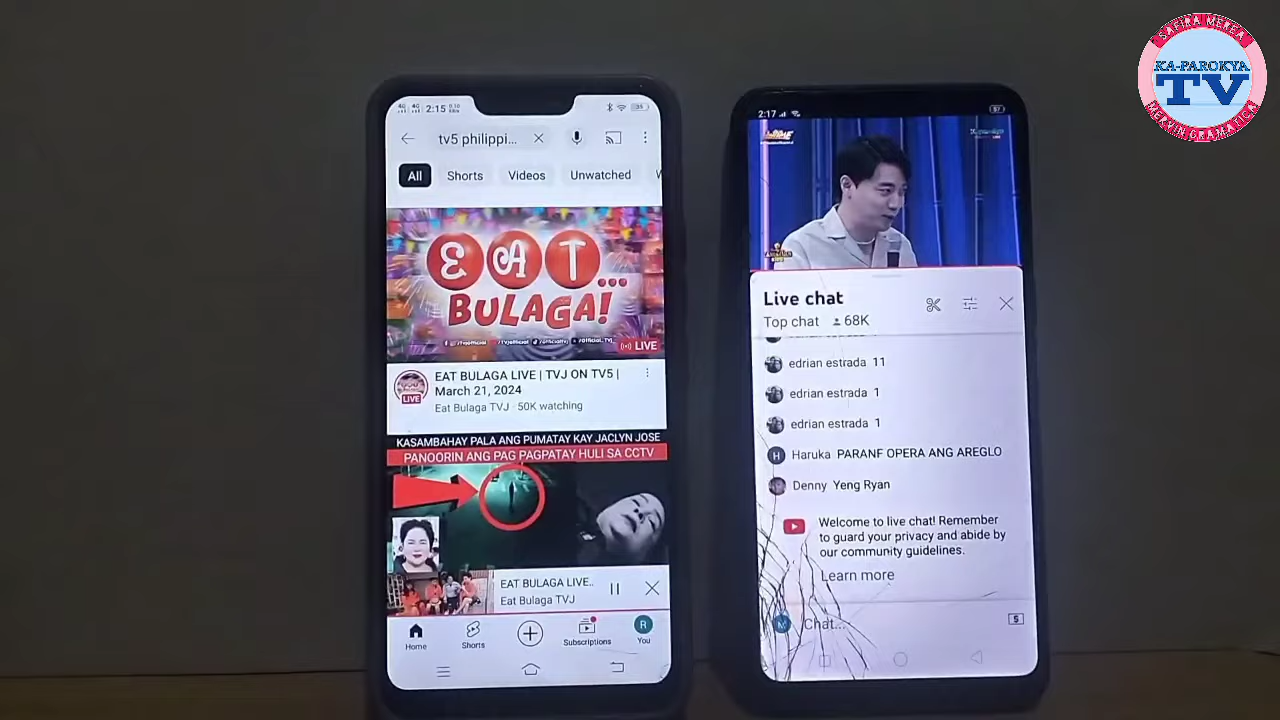 SAFIRA MEREA
KA-PAROKYA
TV
MERVIN GRAMATICA
2:15
35
tv5 philippi...
All
Shorts
Videos
Unwatched
EAT...
BULAGA!
LIVE
EAT BULAGA LIVE | TVJ ON TV5 |
March 21, 2024
Eat Bulaga TVJ · 50K watching
LIVE
KASAMBAHAY PALA ANG PUMATAY KAY JACLYN JOSE
PANOORIN ANG PAG PAGPATAY HULI SA CCTV
EAT BULAGA LIVE..
Eat Bulaga TVJ
Home
Shorts
Subscriptions
R
You
2:17
Live chat
Top chat
68K
edrian estrada 11
edrian estrada 1
edrian estrada 1
H Haruka PARANF OPERA ANG AREGLO
Denny Yeng Ryan
Welcome to live chat! Remember
to guard your privacy and abide by
our community guidelines.
Learn more
M Chat...